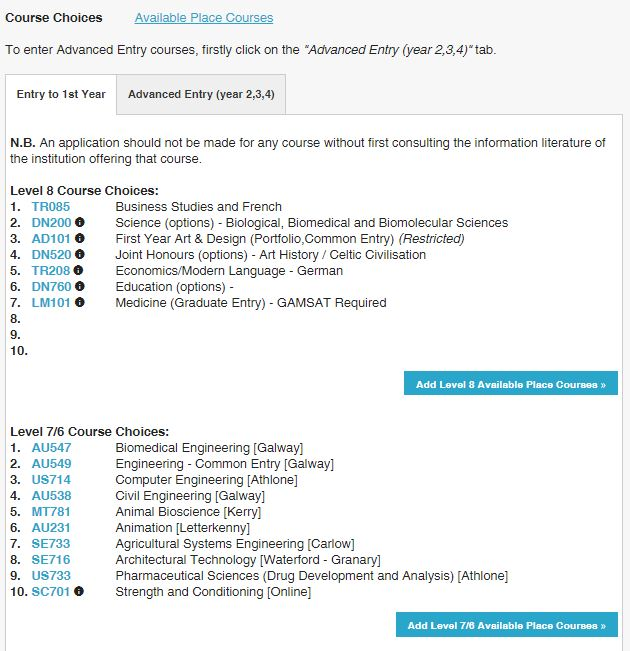 Course Choices Available Place Courses
To enter Advanced Entry courses, firstly click on the "Advanced Entry (year 2,3,4)" tab.
Entry to 1st Year Advanced Entry (year 2,3,4)
N.B. An application should not be made for any course without first consulting the information literature of
the institution offering that course.
Level 8 Course Choices:
1. TR085 Business Studies and French
2. DN200 Science (options) - Biological, Biomedical and Biomolecular Sciences
3. AD101 First Year Art & Design (Portfolio,Common Entry) (Restricted)
4. DN520 Joint Honours (options) - Art History / Celtic Civilisation
5. TR208 Economics/Modern Language - German
6. DN760 Education (options) -
7. LM101 Medicine (Graduate Entry) - GAMSAT Required
8.
9.
10.
Add Level 8 Available Place Courses »
Level 7/6 Course Choices:
1. AU547 Biomedical Engineering [Galway]
2. AU549 Engineering - Common Entry [Galway]
3. US714 Computer Engineering [Athlone]
4. AU538 Civil Engineering [Galway]
5. MT781 Animal Bioscience [Kerry]
6. AU231 Animation [Letterkenny]
7. SE733 Agricultural Systems Engineering [Carlow]
8. SE716 Architectural Technology [Waterford - Granary]
9. US733 Pharmaceutical Sciences (Drug Development and Analysis) [Athlone]
10. SC701 Strength and Conditioning [Online]
Add Level 7/6 Available Place Courses »